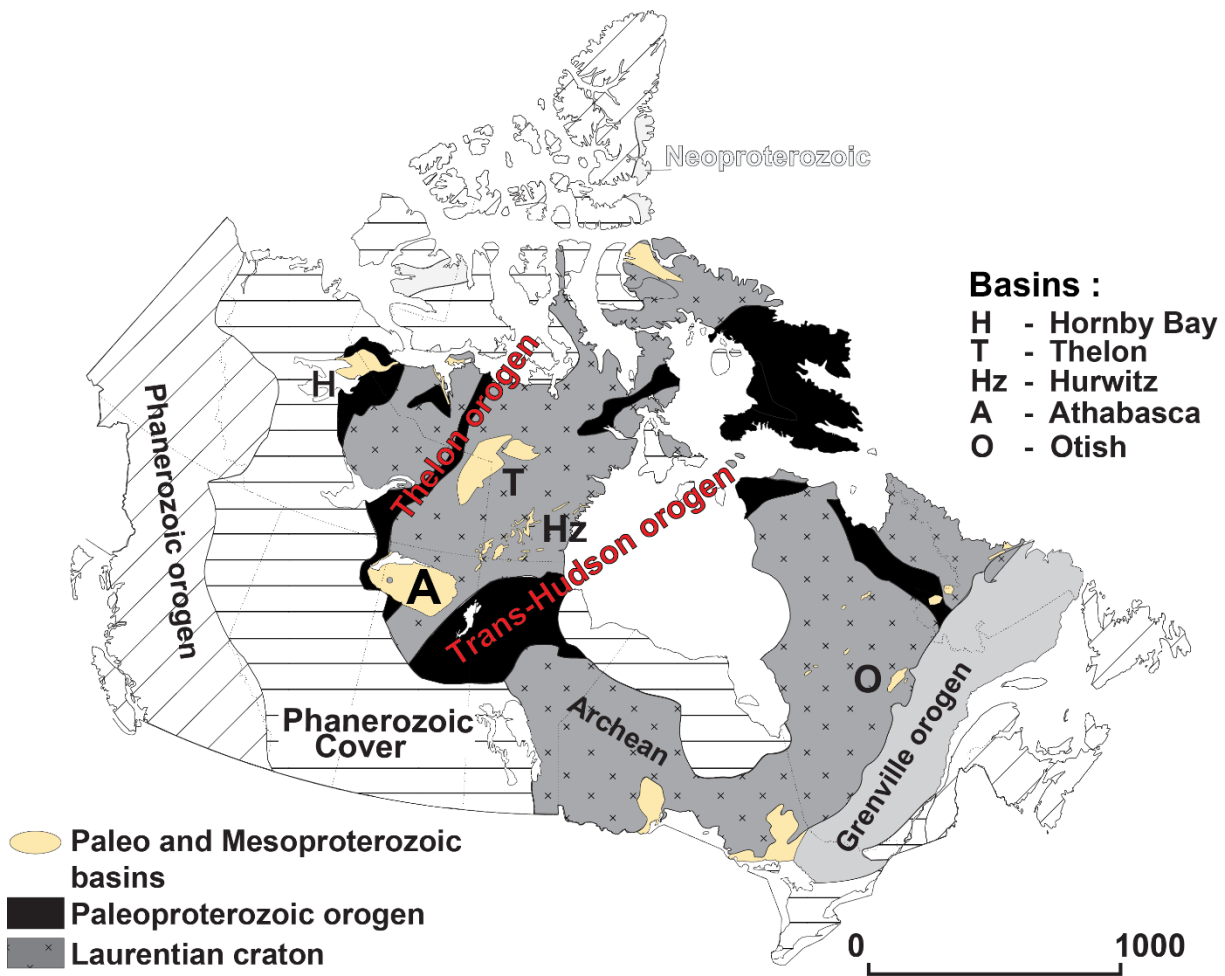 Neoproterozoic
Basins :
H - Hornby Bay
T - Thelon
Hz - Hurwitz
A - Athabasca
O - Otish
H
Thelon orogen
Phanerozoic orogen
T
Hz
Trans-Hudson orogen
A
O
Archean
Phanerozoic
Cover
Grenville orogen
Paleo and Mesoproterozoic
basins
Paleoproterozoic orogen
Laurentian craton
0 1000